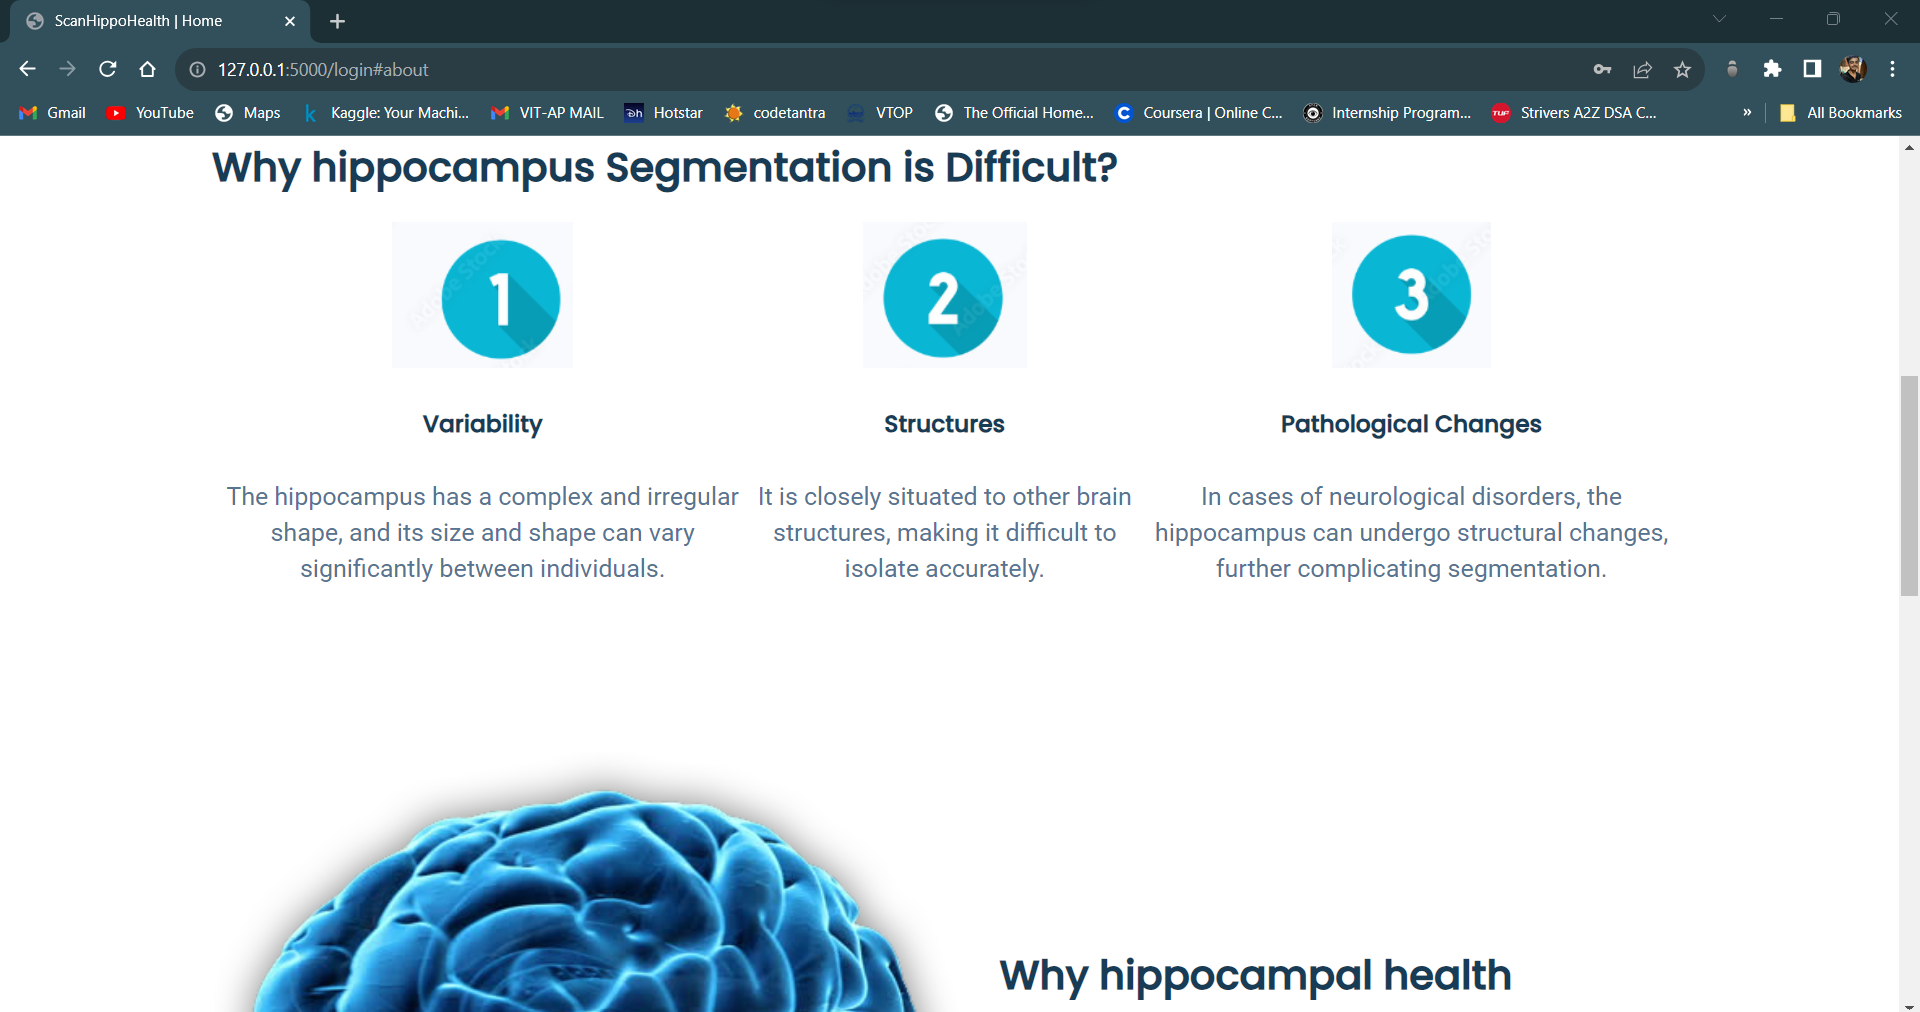 ScanHippoHealth | Home
127.0.0.1:5000/login#about
Gmail
YouTube
Maps
Kaggle: Your Machi...
VIT-AP MAIL
Hotstar
codetantra
VTOP
The Official Home...
Coursera | Online C...
Internship Program...
Strivers A2Z DSA C...
»
All Bookmarks
Why hippocampus Segmentation is Difficult?
1
2
3
Variability
The hippocampus has a complex and irregular
shape, and its size and shape can vary
significantly between individuals.
Structures
It is closely situated to other brain
structures, making it difficult to
isolate accurately.
Pathological Changes
In cases of neurological disorders, the
hippocampus can undergo structural changes,
further complicating segmentation.
Why hippocampal health